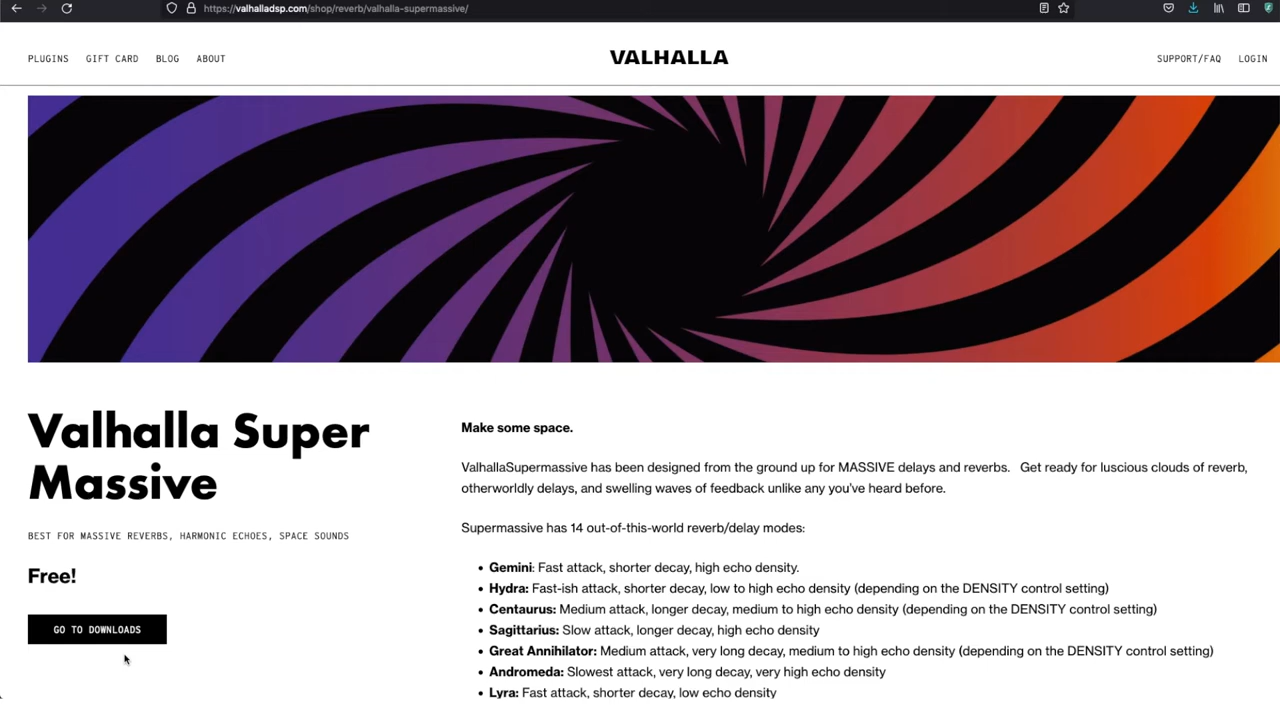 https://valhalladsp.com/shop/reverb/valhalla-supermassive/
PLUGINS GIFT CARD BLOG ABOUT
VALHALLA
SUPPORT/FAQ LOGIN
Valhalla Super
Massive
BEST FOR MASSIVE REVERBS, HARMONIC ECHOES, SPACE SOUNDS
Free!
GO TO DOWNLOADS
Make some space.
ValhallaSupermassive has been designed from the ground up for MASSIVE delays and reverbs. Get ready for luscious clouds of reverb,
otherworldly delays, and swelling waves of feedback unlike any you've heard before.
Supermassive has 14 out-of-this-world reverb/delay modes:
• Gemini: Fast attack, shorter decay, high echo density.
• Hydra: Fast-ish attack, shorter decay, low to high echo density (depending on the DENSITY control setting)
• Centaurus: Medium attack, longer decay, medium to high echo density (depending on the DENSITY control setting)
• Sagittarius: Slow attack, longer decay, high echo density
• Great Annihilator: Medium attack, very long decay, medium to high echo density (depending on the DENSITY control setting)
• Andromeda: Slowest attack, very long decay, very high echo density
• Lyra: Fast attack, shorter decay, low echo density